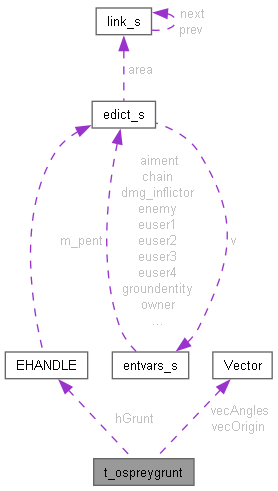 link_s
next
prev
area
edict_s
aiment
chain
dmg_inflictor
enemy
euser1
euser2
euser3
euser4
groundentity
owner
...
m_pent
v
EHANDLE
entvars_s
Vector
hGrunt
vecAngles
vecOrigin
t_ospreygrunt